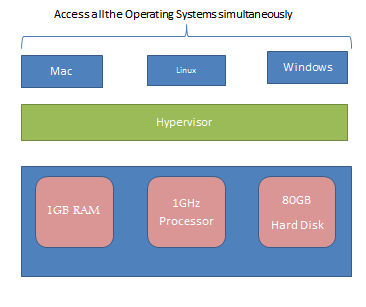 Access all the Operating Systems simultaneously
Mac
Linux
Windows
Hypervisor
1GB RAM
1GHz
Processor
80GB
Hard Disk